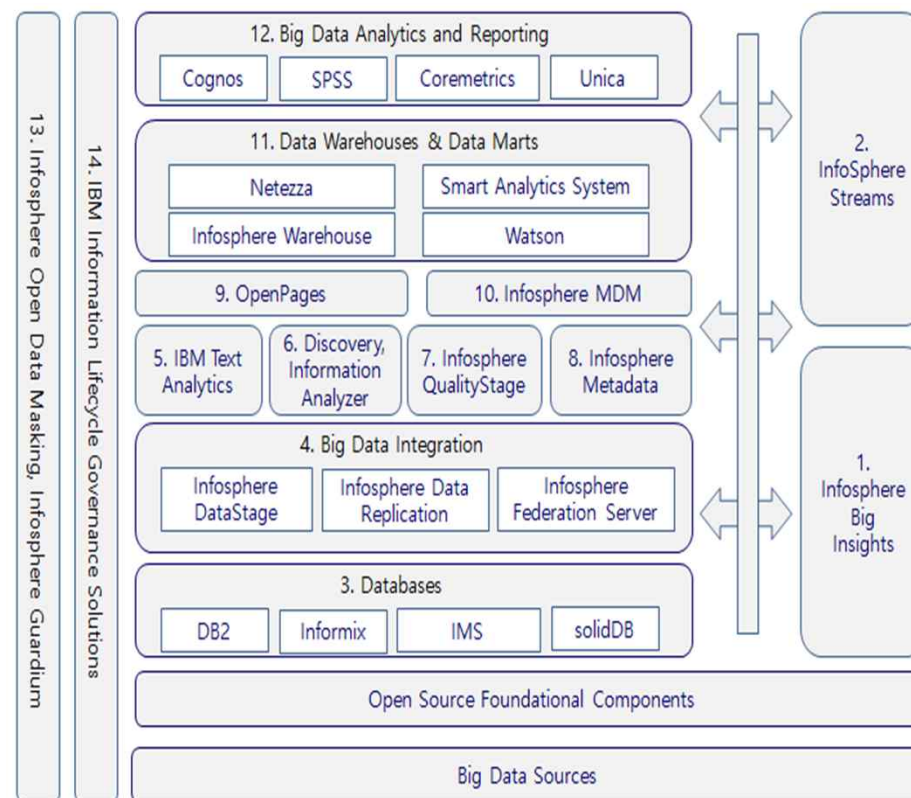 12. Big Data Analytics and Reporting
Cognos
SPSS
Coremetrics
Unica
11. Data Warehouses & Data Marts
Netezza
Smart Analytics System
Infosphere Warehouse
Watson
9. OpenPages
10. Infosphere MDM
5. IBM Text
Analytics
6. Discovery,
Information
Analyzer
7. Infosphere
QualityStage
8. Infosphere
Metadata
4. Big Data Integration
Infosphere
DataStage
Infosphere Data
Replication
Infosphere
Federation Server
3. Databases
DB2
Informix
IMS
solidDB
Open Source Foundational Components
Big Data Sources
13. Infosphere Open Data Masking, Infosphere Guardium
14. IBM Information Lifecycle Governance Solutions
2.
InfoSphere
Streams
1.
Infosphere
Big
Insights